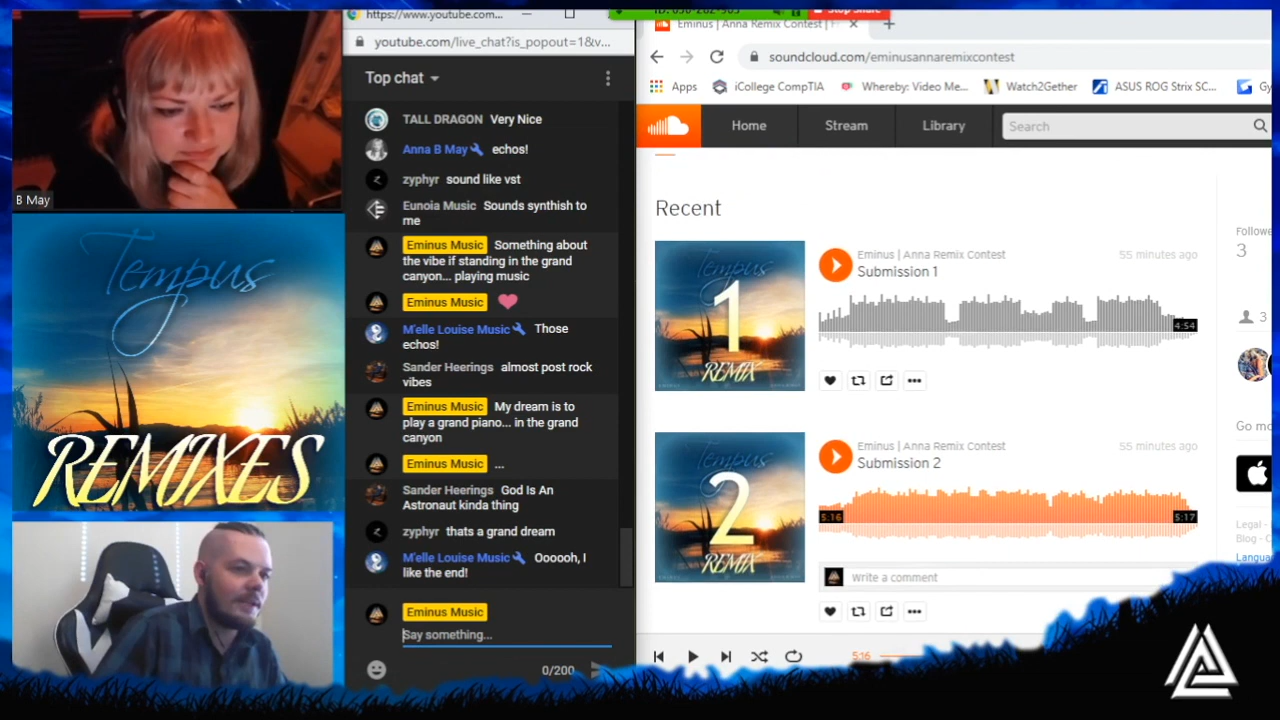 B May
Tempus
REMIXES
https://www.youtube.com...
youtube.com/live_chat?is_popout=1&v...
Top chat
TALL DRAGON Very Nice
Anna B May echos!
zyphyr sound like vst
Eunoia Music Sounds synthish to
me
Eminus Music Something about
the vibe if standing in the grand
canyon... playing music
Eminus Music
M'elle Louise Music Those
echos!
Sander Heerings almost post rock
vibes
Eminus Music My dream is to
play a grand piano... in the grand
canyon
Eminus Music ...
Sander Heerings God Is An
Astronaut kinda thing
zyphyr thats a grand dream
M'elle Louise Music Oooooh, I
like the end!
Eminus Music
Say something...
0/200
Stop Share
Eminus | Anna Remix Contest |
soundcloud.com/eminusannaremixcontest
Apps
iCollege CompTIA
Whereby: Video Me...
Watch2Gether
ASUS ROG Strix SC...
Gy
Home
Stream
Library
Search
Recent
Tempus
1
REMIX
Eminus | Anna Remix Contest
55 minutes ago
Submission 1
4:54
Tempus
2
REMIX
Eminus | Anna Remix Contest
55 minutes ago
Submission 2
5:16
5:17
Write a comment
5:16
Followe
3
3
Go mo
Legal -
Blog - C
Languag